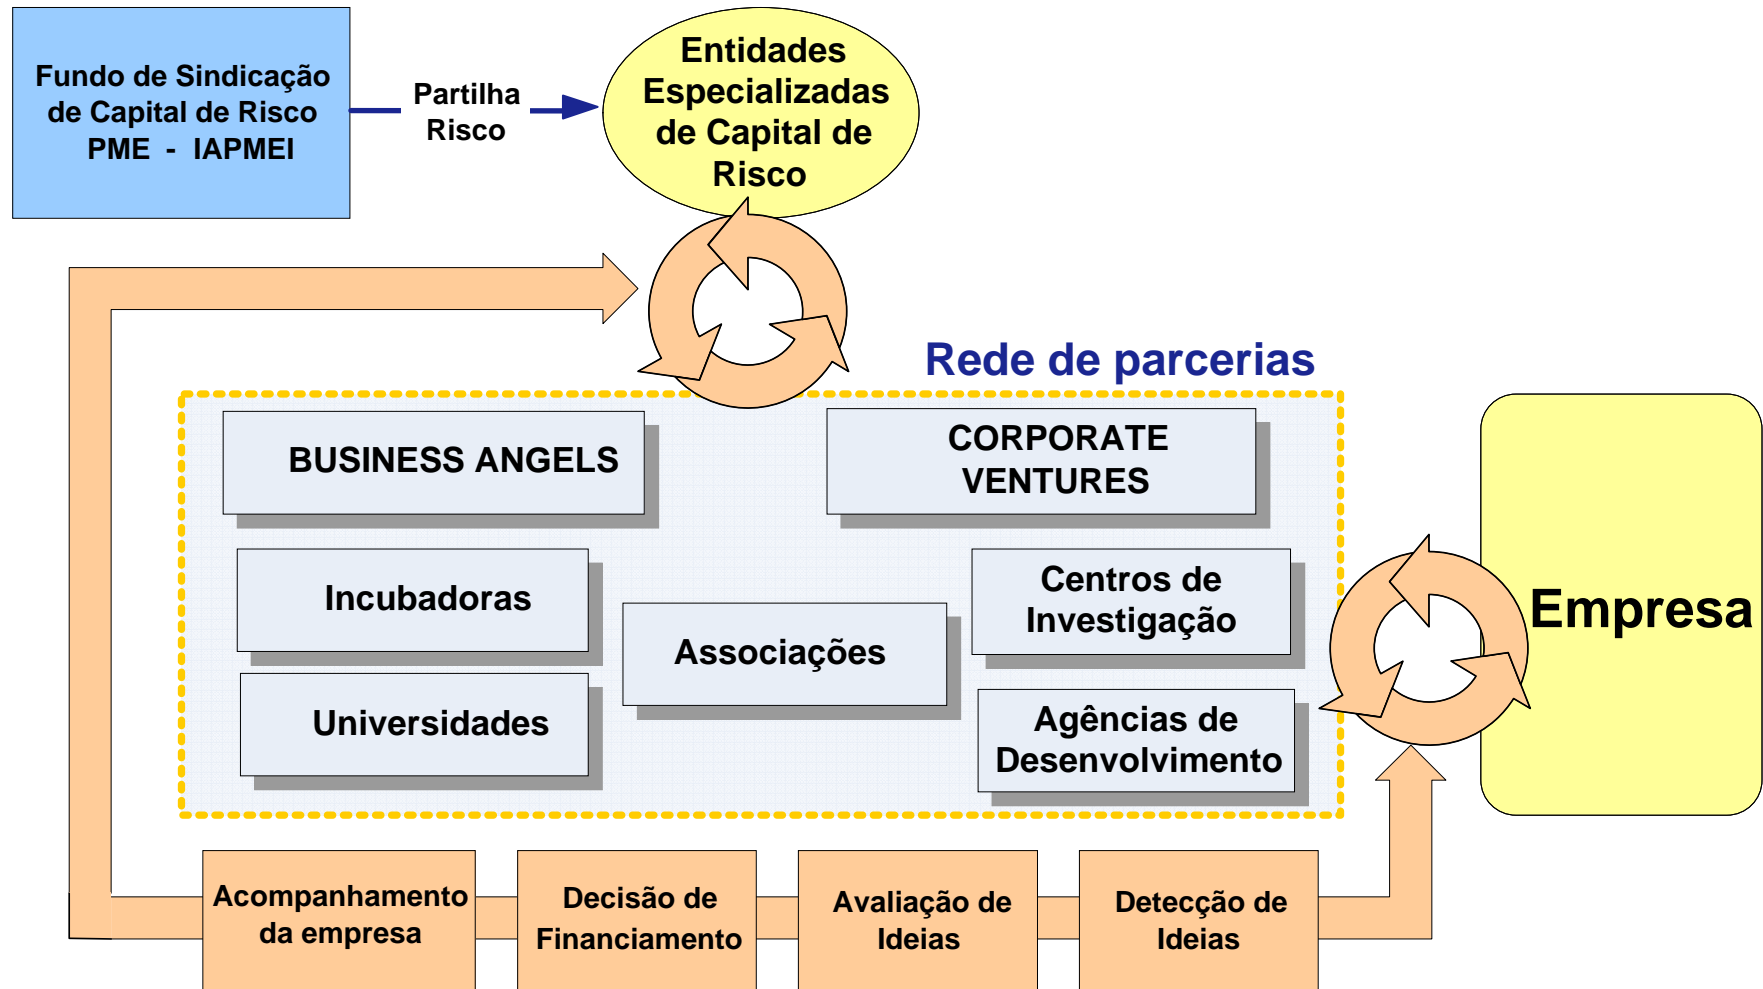 Fundo de Sindicação
de Capital de Risco
PME - IAPMEI
Partilha
Risco
Entidades
Especializadas
de Capital de
Risco
Rede de parcerias
BUSINESS ANGELS
CORPORATE
VENTURES
Incubadoras
Centros de
Investigação
Associações
Universidades
Agências de
Desenvolvimento
Empresa
Acompanhamento
da empresa
Decisão de
Financiamento
Avaliação de
Ideias
Detecção de
Ideias